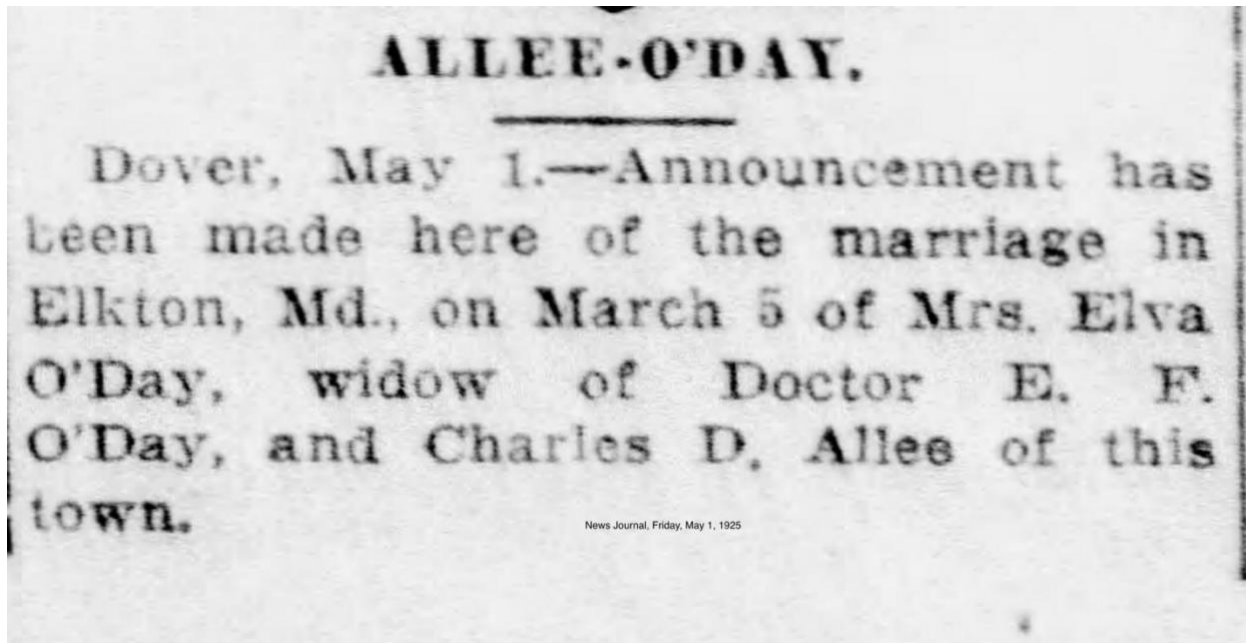 ALLEE-O'DAY.
Dover, May 1.—Announcement has
been made here of the marriage in
Elkton, Md., on March 5 of Mrs. Elva
O'Day, widow of Doctor E. F.
O'Day, and Charles D. Allee of this
town.
News Journal, Friday, May 1, 1925